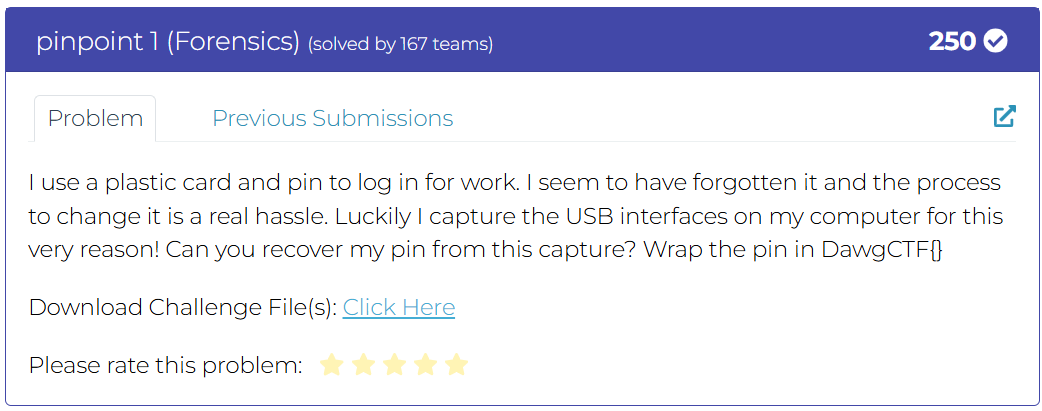 pinpoint 1 (Forensics) (solved by 167 teams) 250
Problem Previous Submissions
I use a plastic card and pin to log in for work. I seem to have forgotten it and the process
to change it is a real hassle. Luckily I capture the USB interfaces on my computer for this
very reason! Can you recover my pin from this capture? Wrap the pin in DawgCTF{}
Download Challenge File(s): Click Here
Please rate this problem: